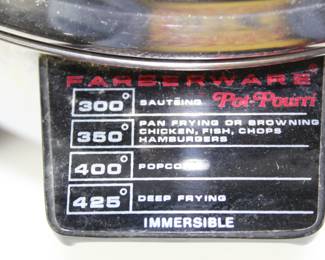 FARBERWARE®
Pot-Pourri
300° SAUTÉING
350° PAN FRYING OR BROWNING
CHICKEN, FISH, CHOPS
HAMBURGERS
400° POPCORN
425° DEEP FRYING
IMMERSIBLE